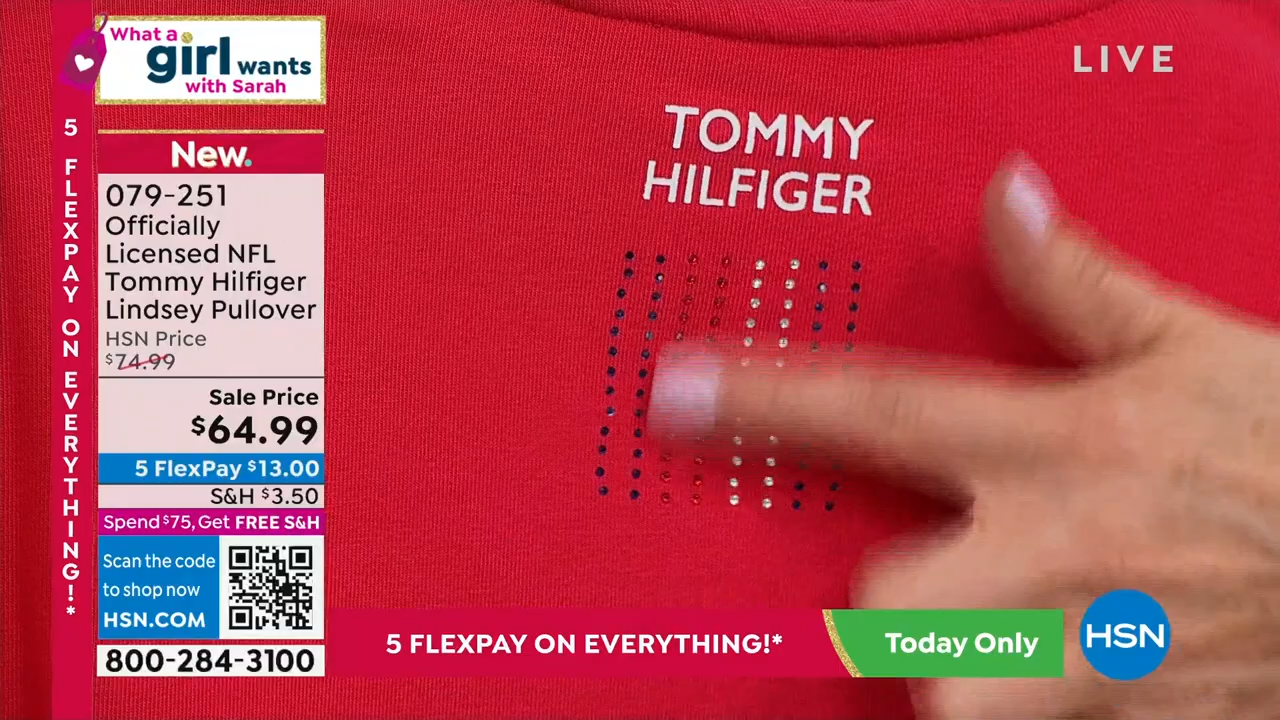 What a
girl wants
with Sarah
LIVE
5 FLEXPAY ON EVERYTHING!*
New.
079-251
Officially
Licensed NFL
Tommy Hilfiger
Lindsey Pullover
HSN Price
$74.99
Sale Price
$64.99
5 FlexPay $13.00
S&H $3.50
Spend $75, Get FREE S&H
Scan the code
to shop now
HSN.COM
800-284-3100
TOMMY
HILFIGER
5 FLEXPAY ON EVERYTHING!*
Today Only
HSN